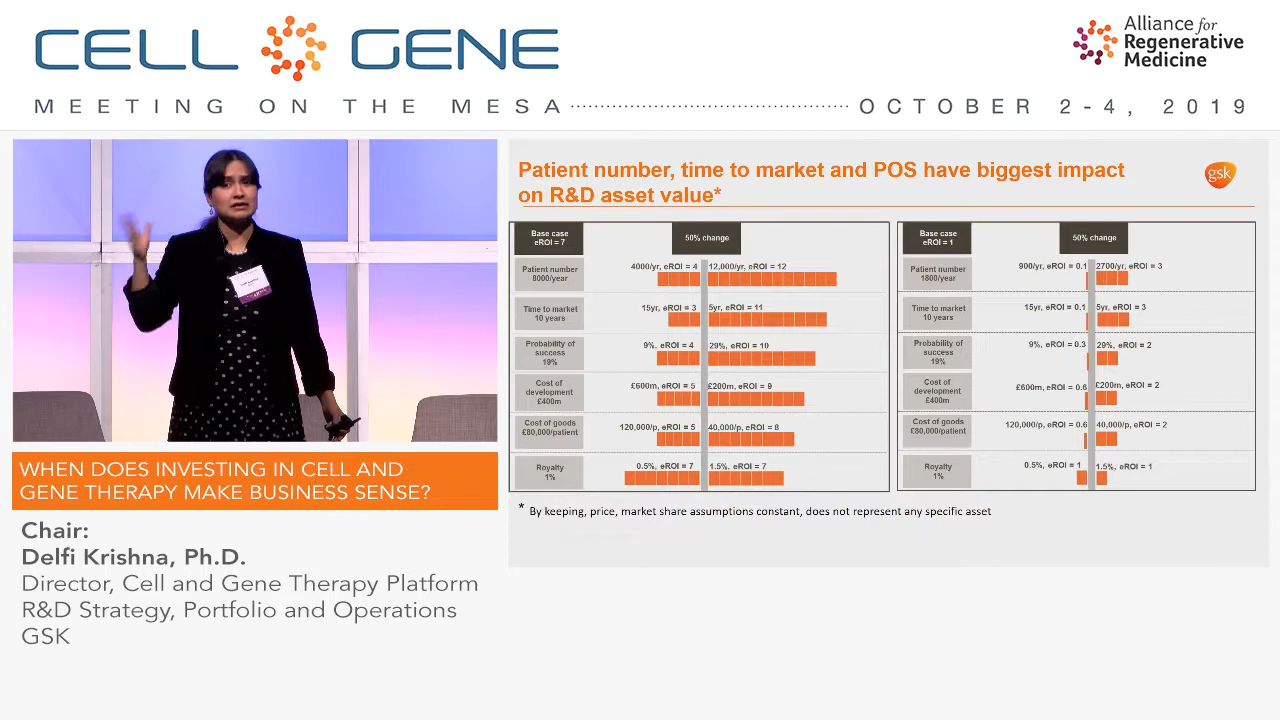 CELL GENE
MEETING ON THE MESA
OCTOBER 2-4, 2019
Alliance for
Regenerative
Medicine
Patient number, time to market and POS have biggest impact
on R&D asset value*
gsk
Base case
eROI = 7
50% change
Patient number
8000/year
4000/yr, eROI = 4
12,000/yr, eROI = 12
Time to market
10 years
15yr, eROI = 3
5yr, eROI = 11
Probability of
success
19%
9%, eROI = 4
29%, eROI = 10
Cost of
development
£400m
£600m, eROI = 5
£200m, eROI = 9
Cost of goods
£80,000/patient
120,000/p, eROI = 5
40,000/p, eROI = 8
Royalty
1%
0.5%, eROI = 7
1.5%, eROI = 7
Base case
eROI = 1
50% change
Patient number
1800/year
900/yr, eROI = 0.1
2700/yr, eROI = 3
Time to market
10 years
15yr, eROI = 0.1
5yr, eROI = 3
Probability of
success
19%
9%, eROI = 0.3
29%, eROI = 2
Cost of
development
£400m
£600m, eROI = 0.6
£200m, eROI = 2
Cost of goods
£80,000/patient
120,000/p, eROI = 0.6
40,000/p, eROI = 2
Royalty
1%
0.5%, eROI = 1
1.5%, eROI = 1
* By keeping, price, market share assumptions constant, does not represent any specific asset
WHEN DOES INVESTING IN CELL AND
GENE THERAPY MAKE BUSINESS SENSE?
Chair:
Delfi Krishna, Ph.D.
Director, Cell and Gene Therapy Platform
R&D Strategy, Portfolio and Operations
GSK